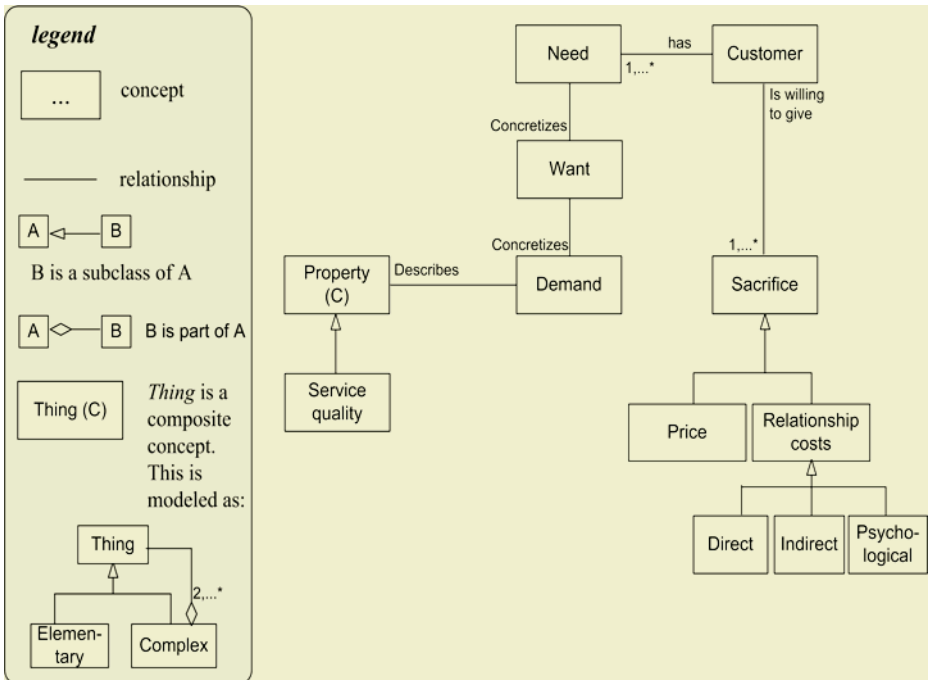 legend
...
concept
relationship
A
B
B is a subclass of A
A
B
B is part of A
Thing (C)
Thing is a
composite
concept.
This is
modeled as:
Thing
2,...*
Elemen-
tary
Complex
Need
has
1,...*
Customer
Is willing
to give
Concretizes
Want
Concretizes
1,...*
Property
(C)
Describes
Demand
Sacrifice
Service
quality
Price
Relationship
costs
Direct
Indirect
Psycho-
logical